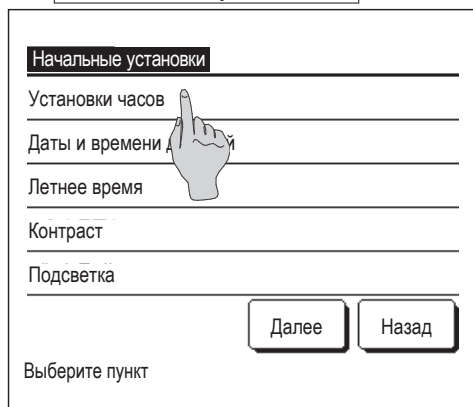 Начальные установки
Установки часов
Даты и времени
Летнее время
Контраст
Подсветка
Далее Назад
Выберите пункт